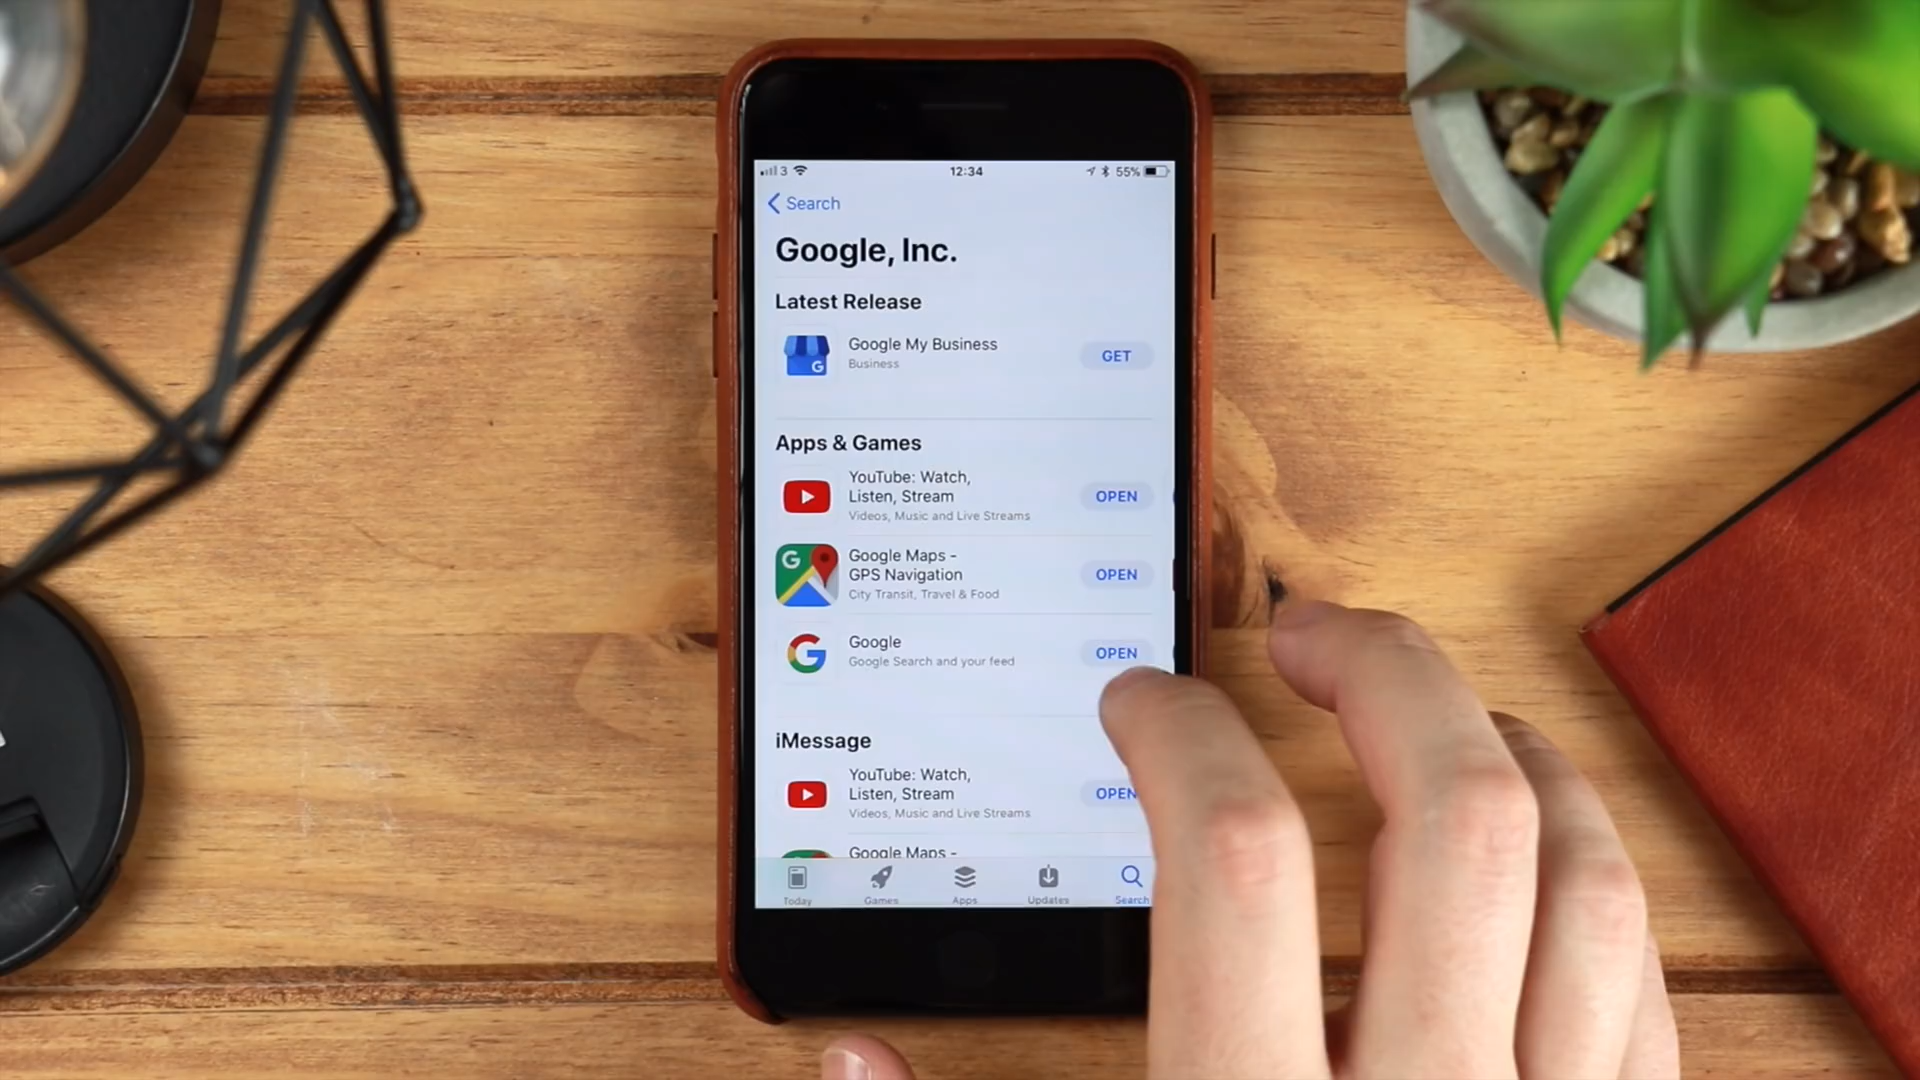 3 12:34 55%
Search
Google, Inc.
Latest Release
Google My Business
Business
GET
Apps & Games
YouTube: Watch,
Listen, Stream
Videos, Music and Live Streams
OPEN
Google Maps -
GPS Navigation
City Transit, Travel & Food
OPEN
Google
Google Search and your feed
OPEN
iMessage
YouTube: Watch,
Listen, Stream
Videos, Music and Live Streams
OPEN
Google Maps -
Today Games Apps Updates Search